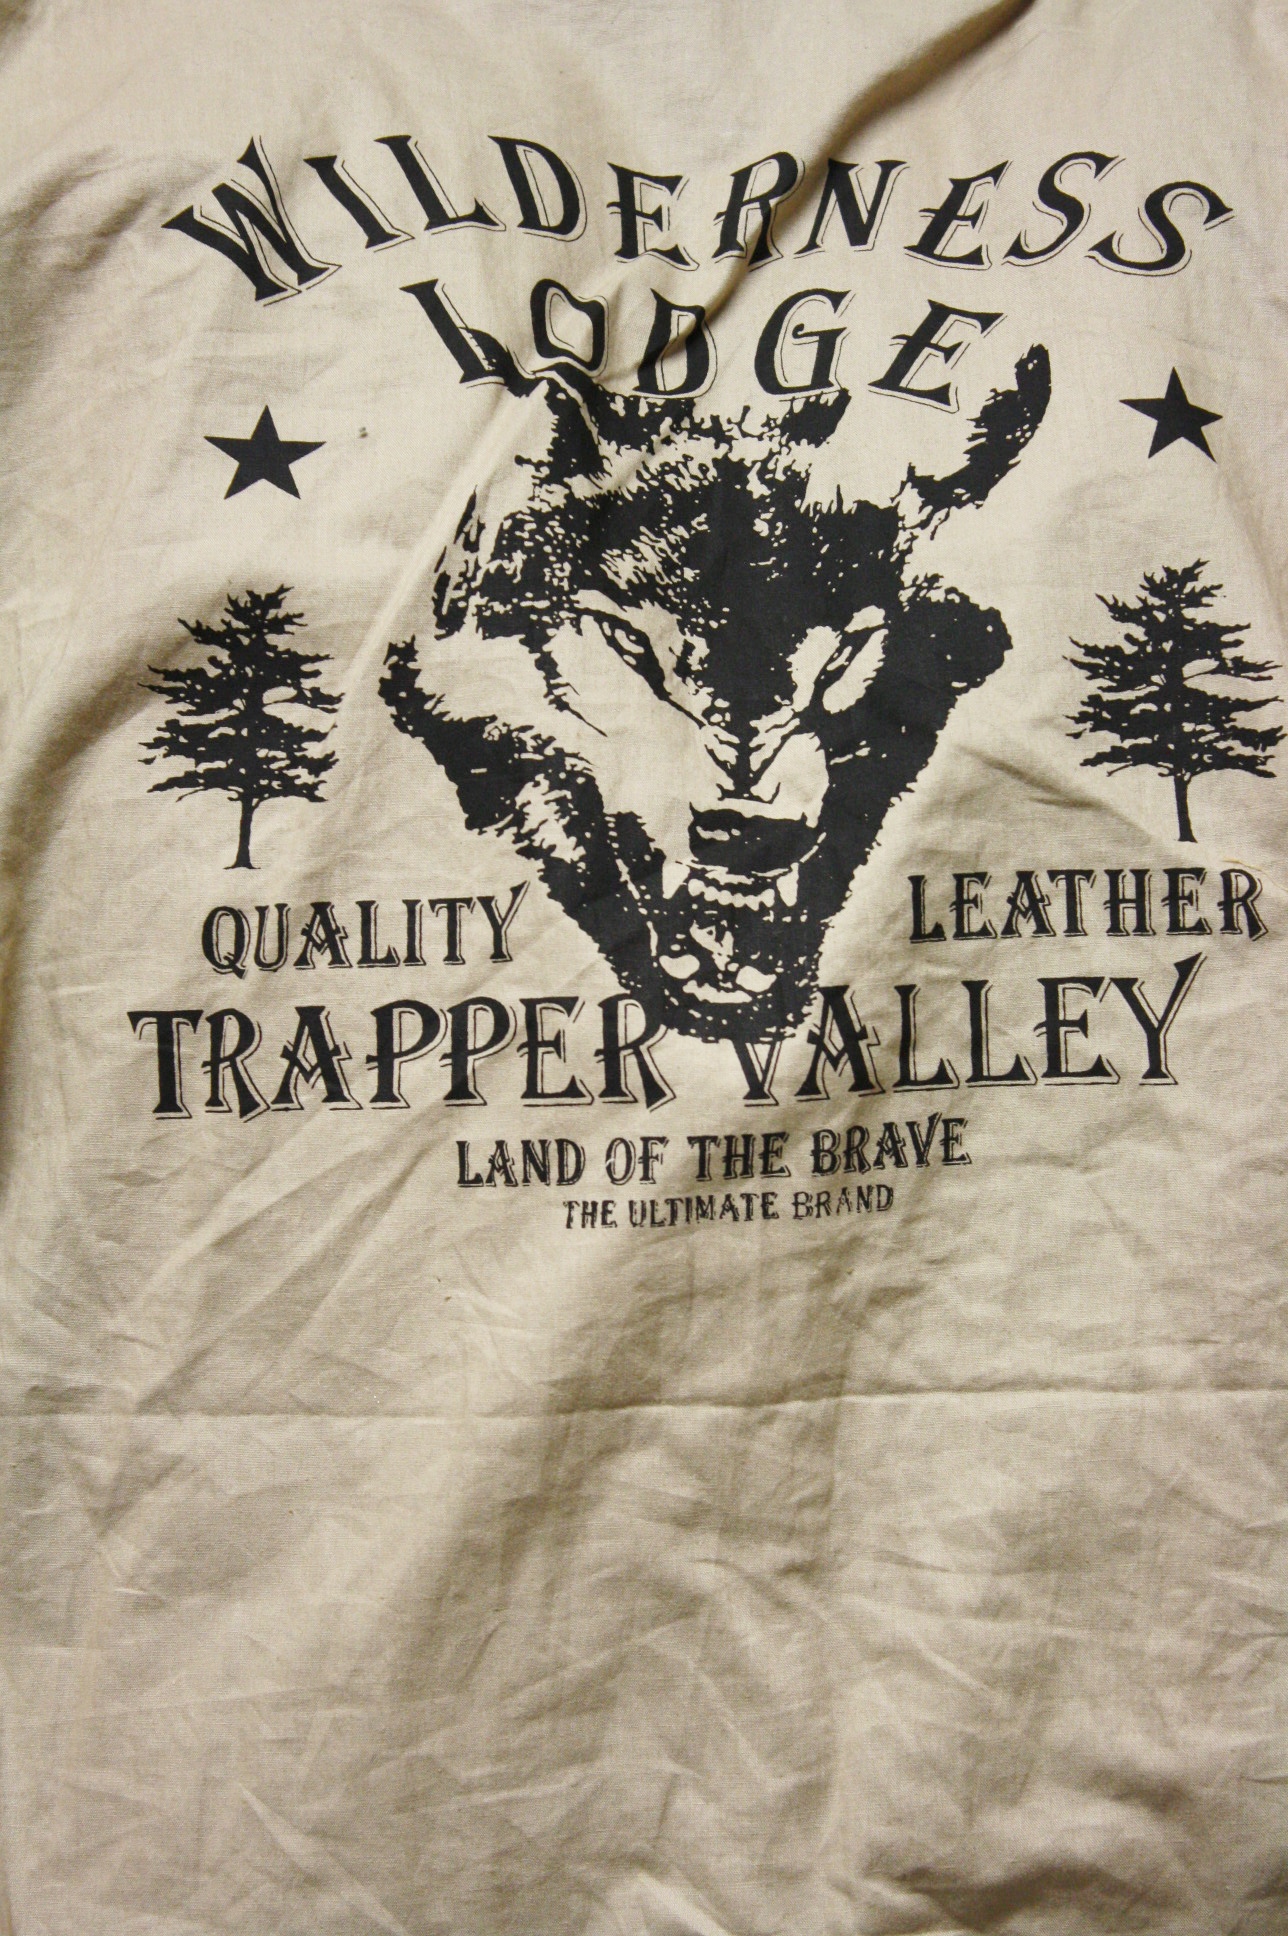 WILDERNESS
LODGE
QUALITY LEATHER
TRAPPER VALLEY
LAND OF THE BRAVE
THE ULTIMATE BRAND